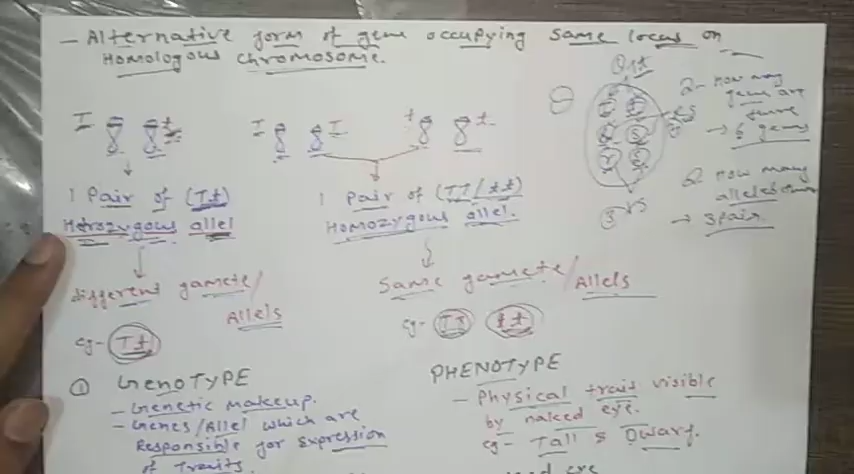 - Alternative form of gene occupying same locus on
Homologous chromosome.
T t
T T
t t
1 Pair of (Tt)
Hetrozygous allel
1 Pair of (TT/tt)
Homozygous allel.
Q- How many
gene are
there
→ 6 genes
Q- How many
alleles
→ 3 pair
different gamete/
Allels
eg- Tt
Same gamete/
Allels
eg- TT tt
① GENOTYPE
- Genetic Makeup.
- Genes/Allel which are
Responsible for Expression
of Traits
PHENOTYPE
- Physical trais visible
by naked eye.
eg- Tall & Dwarf.